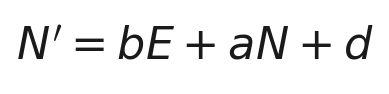 N′ = bE + aN + d